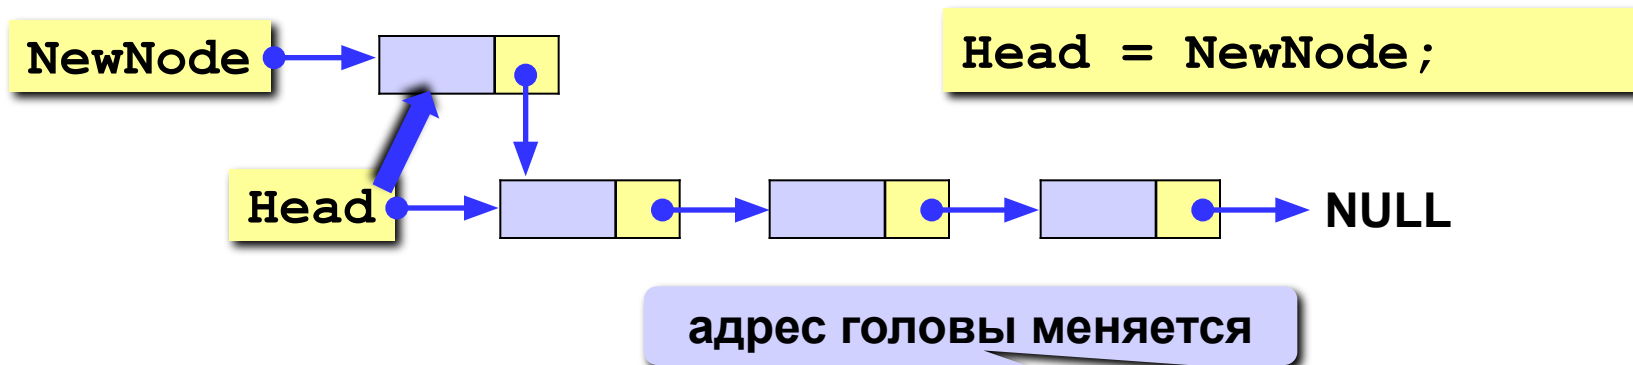 NewNode
Head = NewNode;
Head
NULL
адрес головы меняется